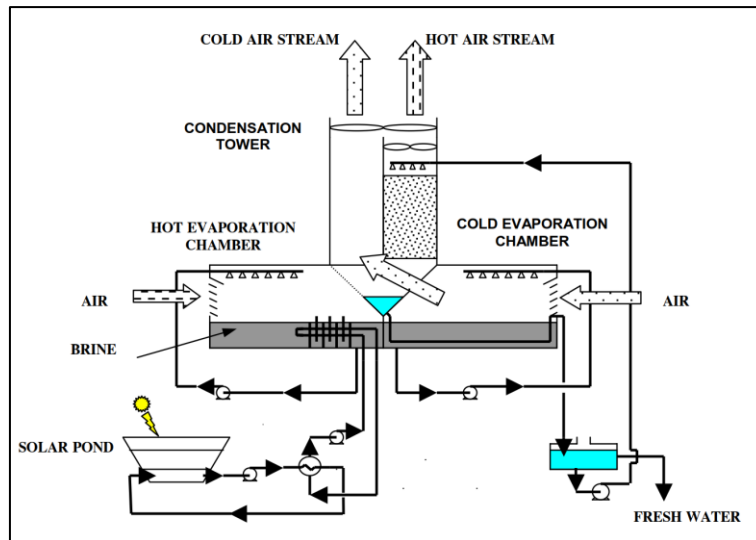 COLD AIR STREAM
HOT AIR STREAM
CONDENSATION
TOWER
HOT EVAPORATION
CHAMBER
COLD EVAPORATION
CHAMBER
AIR
AIR
BRINE
SOLAR POND
FRESH WATER